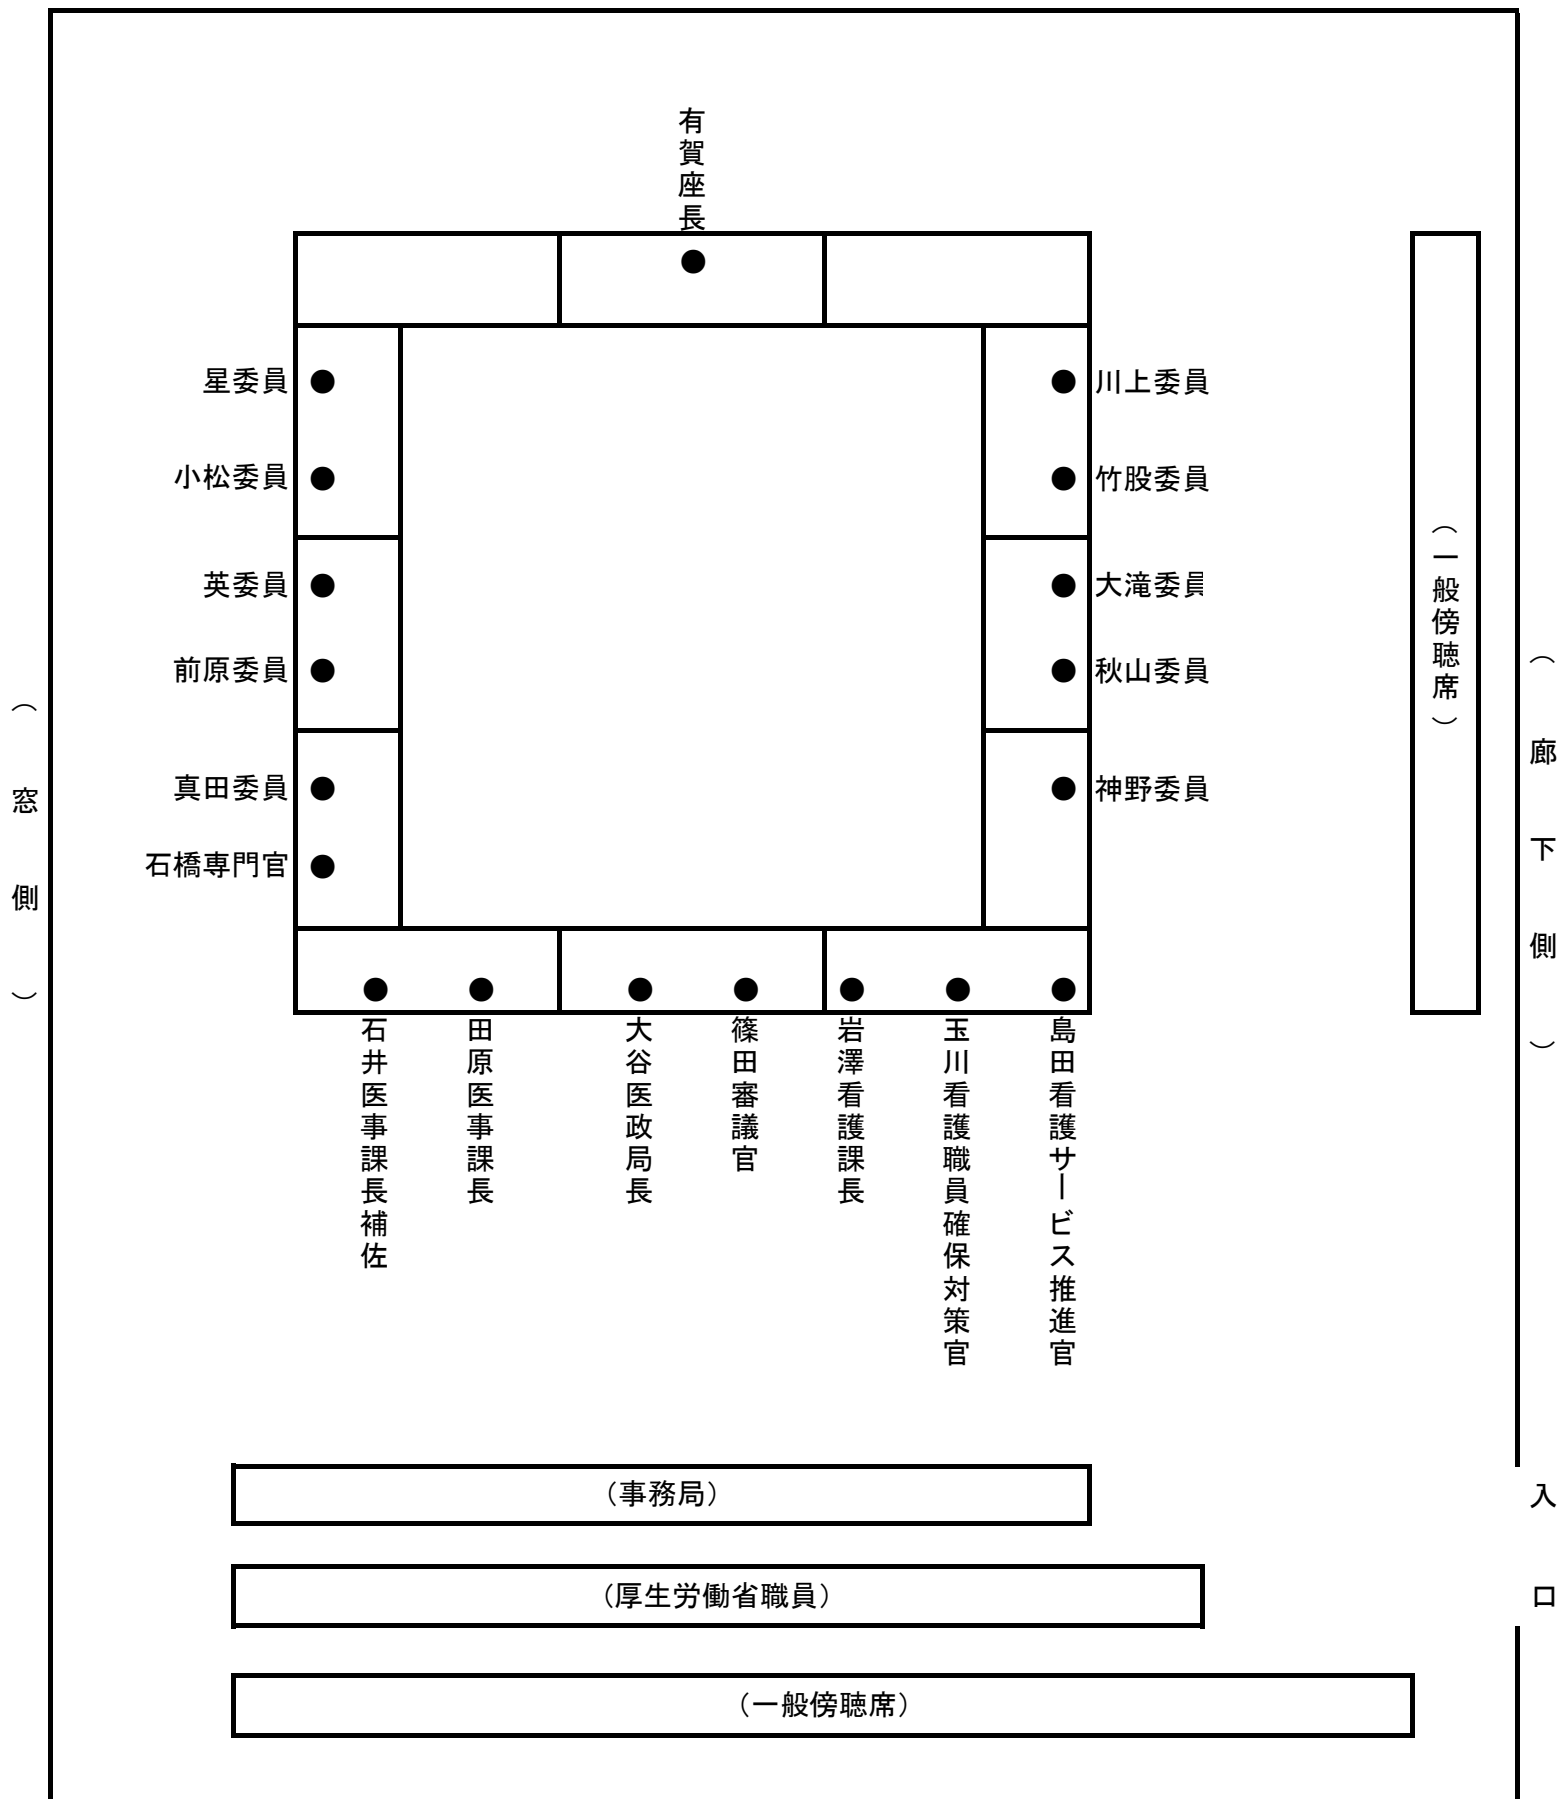 有賀座長
星委員
川上委員
小松委員
竹股委員
英委員
大滝委員
前原委員
秋山委員
真田委員
神野委員
石橋専門官
（一般傍聴席）
（窓側）
（廊下側）
石井医事課長補佐
田原医事課長
大谷医政局長
篠田審議官
岩澤看護課長
玉川看護職員確保対策官
島田看護サービス推進官
（事務局）
入口
（厚生労働省職員）
（一般傍聴席）